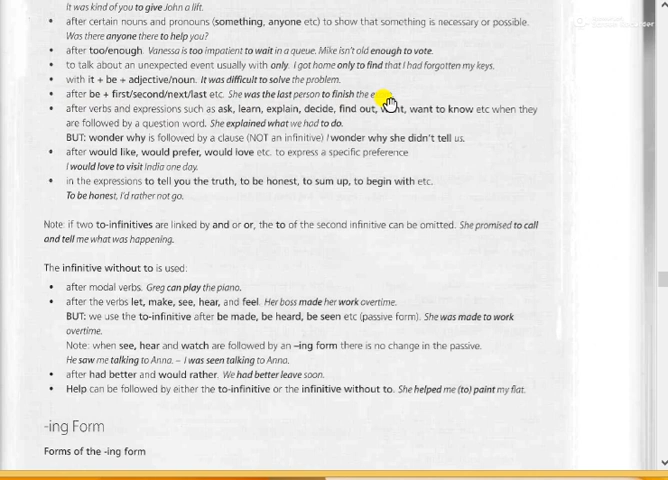 It was kind of you to give John a lift.
• after certain nouns and pronouns (something, anyone etc) to show that something is necessary or possible.
Was there anyone there to help you?
• after too/enough. Vanessa is too impatient to wait in a queue. Mike isn't old enough to vote.
• to talk about an unexpected event usually with only. I got home only to find that I had forgotten my keys.
• with it + be + adjective/noun. It was difficult to solve the problem.
• after be + first/second/next/last etc. She was the last person to finish the
• after verbs and expressions such as ask, learn, explain, decide, find out, want to know etc when they
are followed by a question word. She explained what we had to do.
BUT: wonder why is followed by a clause (NOT an infinitive) I wonder why she didn't tell us.
• after would like, would prefer, would love etc. to express a specific preference
I would love to visit India one day.
• in the expressions to tell you the truth, to be honest, to sum up, to begin with etc.
To be honest, I'd rather not go.
Note: if two to-infinitives are linked by and or or, the to of the second infinitive can be omitted. She promised to call
and tell me what was happening.
The infinitive without to is used:
• after modal verbs. Greg can play the piano.
• after the verbs let, make, see, hear, and feel. Her boss made her work overtime.
BUT: we use the to-infinitive after be made, be heard, be seen etc (passive form). She was made to work
overtime.
Note: when see, hear and watch are followed by an –ing form there is no change in the passive.
He saw me talking to Anna. – I was seen talking to Anna.
• after had better and would rather. We had better leave soon.
• Help can be followed by either the to-infinitive or the infinitive without to. She helped me (to) paint my flat.
-ing Form
Forms of the -ing form